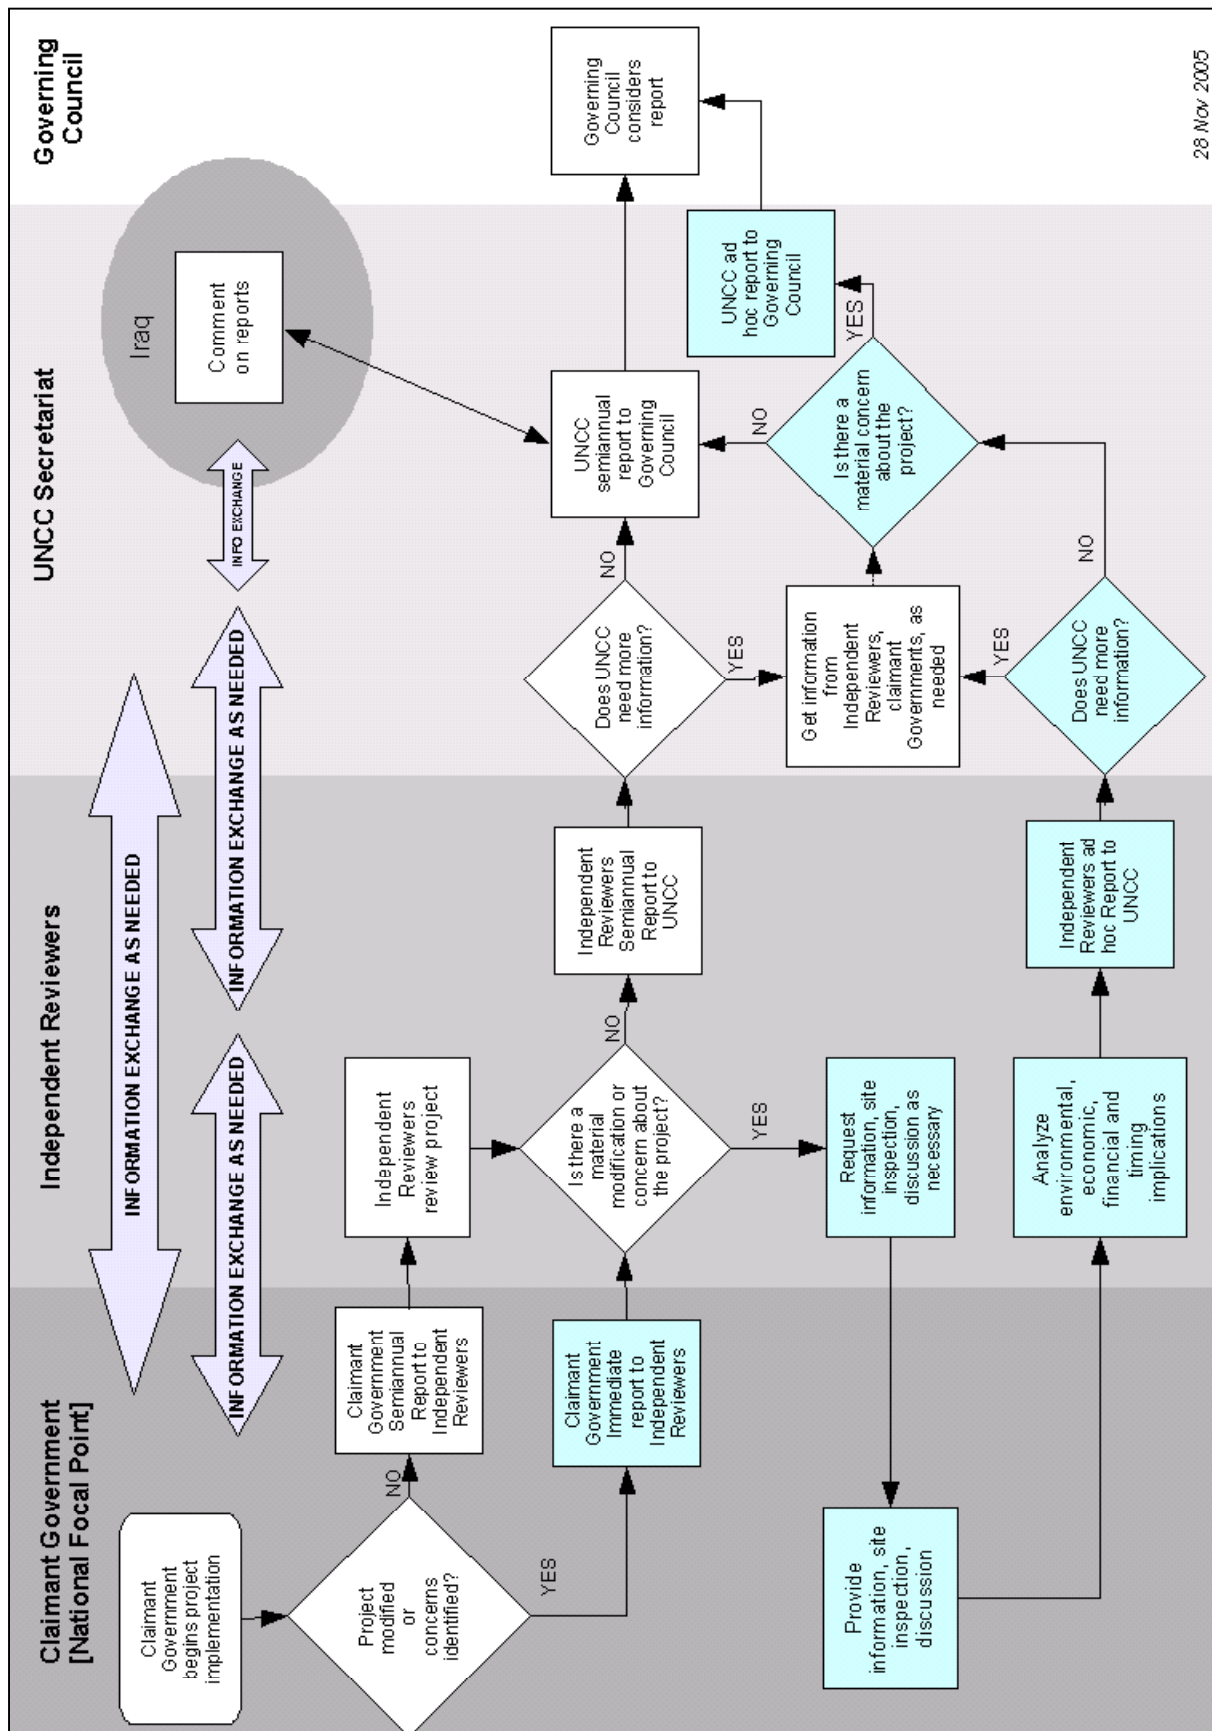 Claimant Government
[National Focal Point]
Independent Reviewers
UNCC Secretariat
Governing
Council
INFORMATION EXCHANGE AS NEEDED
INFORMATION EXCHANGE AS NEEDED
INFORMATION EXCHANGE AS NEEDED
INFO EXCHANGE
Iraq
Comment
on reports
Claimant
Government
begins project
implementation
Project
modified
or
concerns
identified?
NO
YES
Claimant
Government
Semiannual
Report to
Independent
Reviewers
Independent
Reviewers
review project
Claimant
Government
Immediate
report to
Independent
Reviewers
Is there a
material
modification or
concern about
the project?
NO
YES
Independent
Reviewers
Semiannual
Report to
UNCC
Does UNCC
need more
information?
NO
YES
UNCC
semiannual
report to
Governing
Council
Governing
Council
considers
report
Request
information, site
inspection,
discussion as
necessary
Provide
information, site
inspection,
discussion
Analyze
environmental,
economic,
financial and
timing
implications
Independent
Reviewers ad
hoc Report to
UNCC
Does UNCC
need more
information?
YES
NO
Get information
from
Independent
Reviewers,
claimant
Governments, as
needed
Is there a
material concern
about the
project?
NO
YES
UNCC ad
hoc report to
Governing
Council
28 Nov 2005